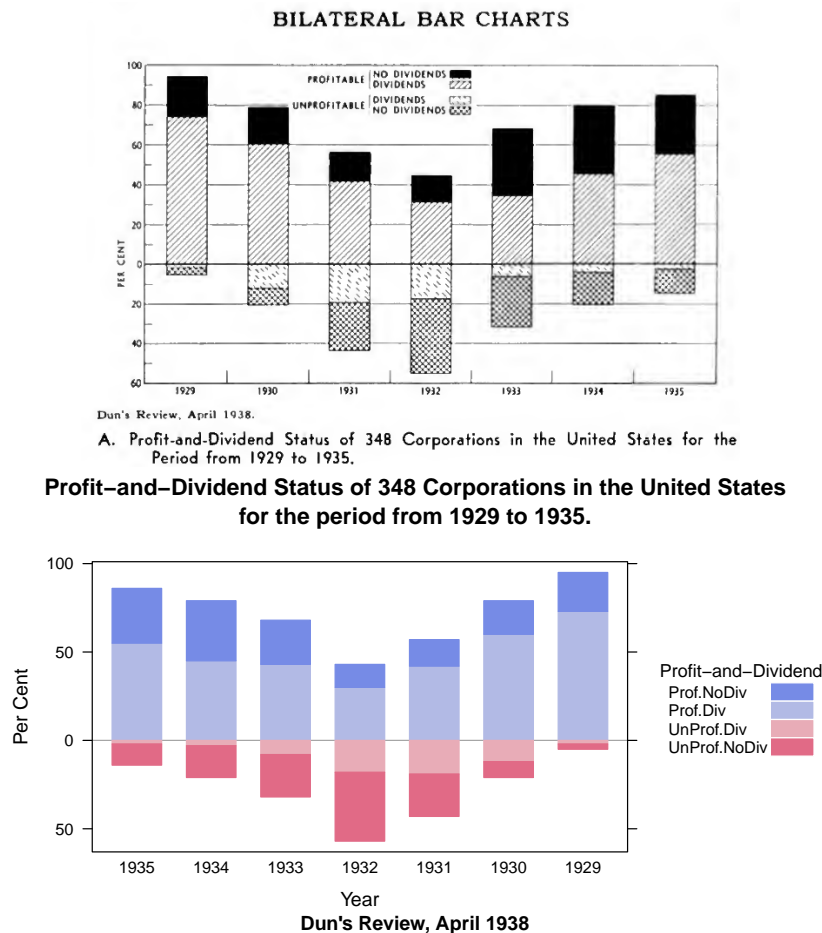 BILATERAL BAR CHARTS
100
PROFITABLE
NO DIVIDENDS
DIVIDENDS
80
UNPROFITABLE
DIVIDENDS
NO DIVIDENDS
60
40
20
PER CENT
0
20
40
60
1929 1930 1931 1932 1933 1934 1935
Dun's Review, April 1938.
A. Profit-and-Dividend Status of 348 Corporations in the United States for the
Period from 1929 to 1935.
Profit−and−Dividend Status of 348 Corporations in the United States
for the period from 1929 to 1935.
100
50
0
50
Per Cent
Profit−and−Dividend
Prof.NoDiv
Prof.Div
UnProf.Div
UnProf.NoDiv
1935 1934 1933 1932 1931 1930 1929
Year
Dun's Review, April 1938